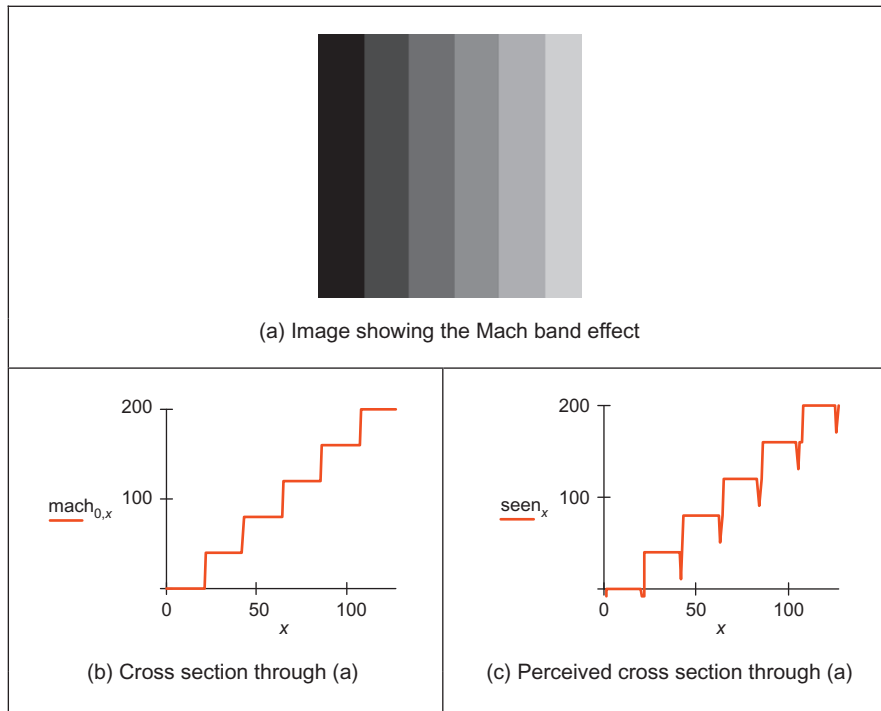 (a) Image showing the Mach band effect
200
100
mach0,x
0 50 100
x
(b) Cross section through (a)
200
100
seenx
0 50 100
x
(c) Perceived cross section through (a)